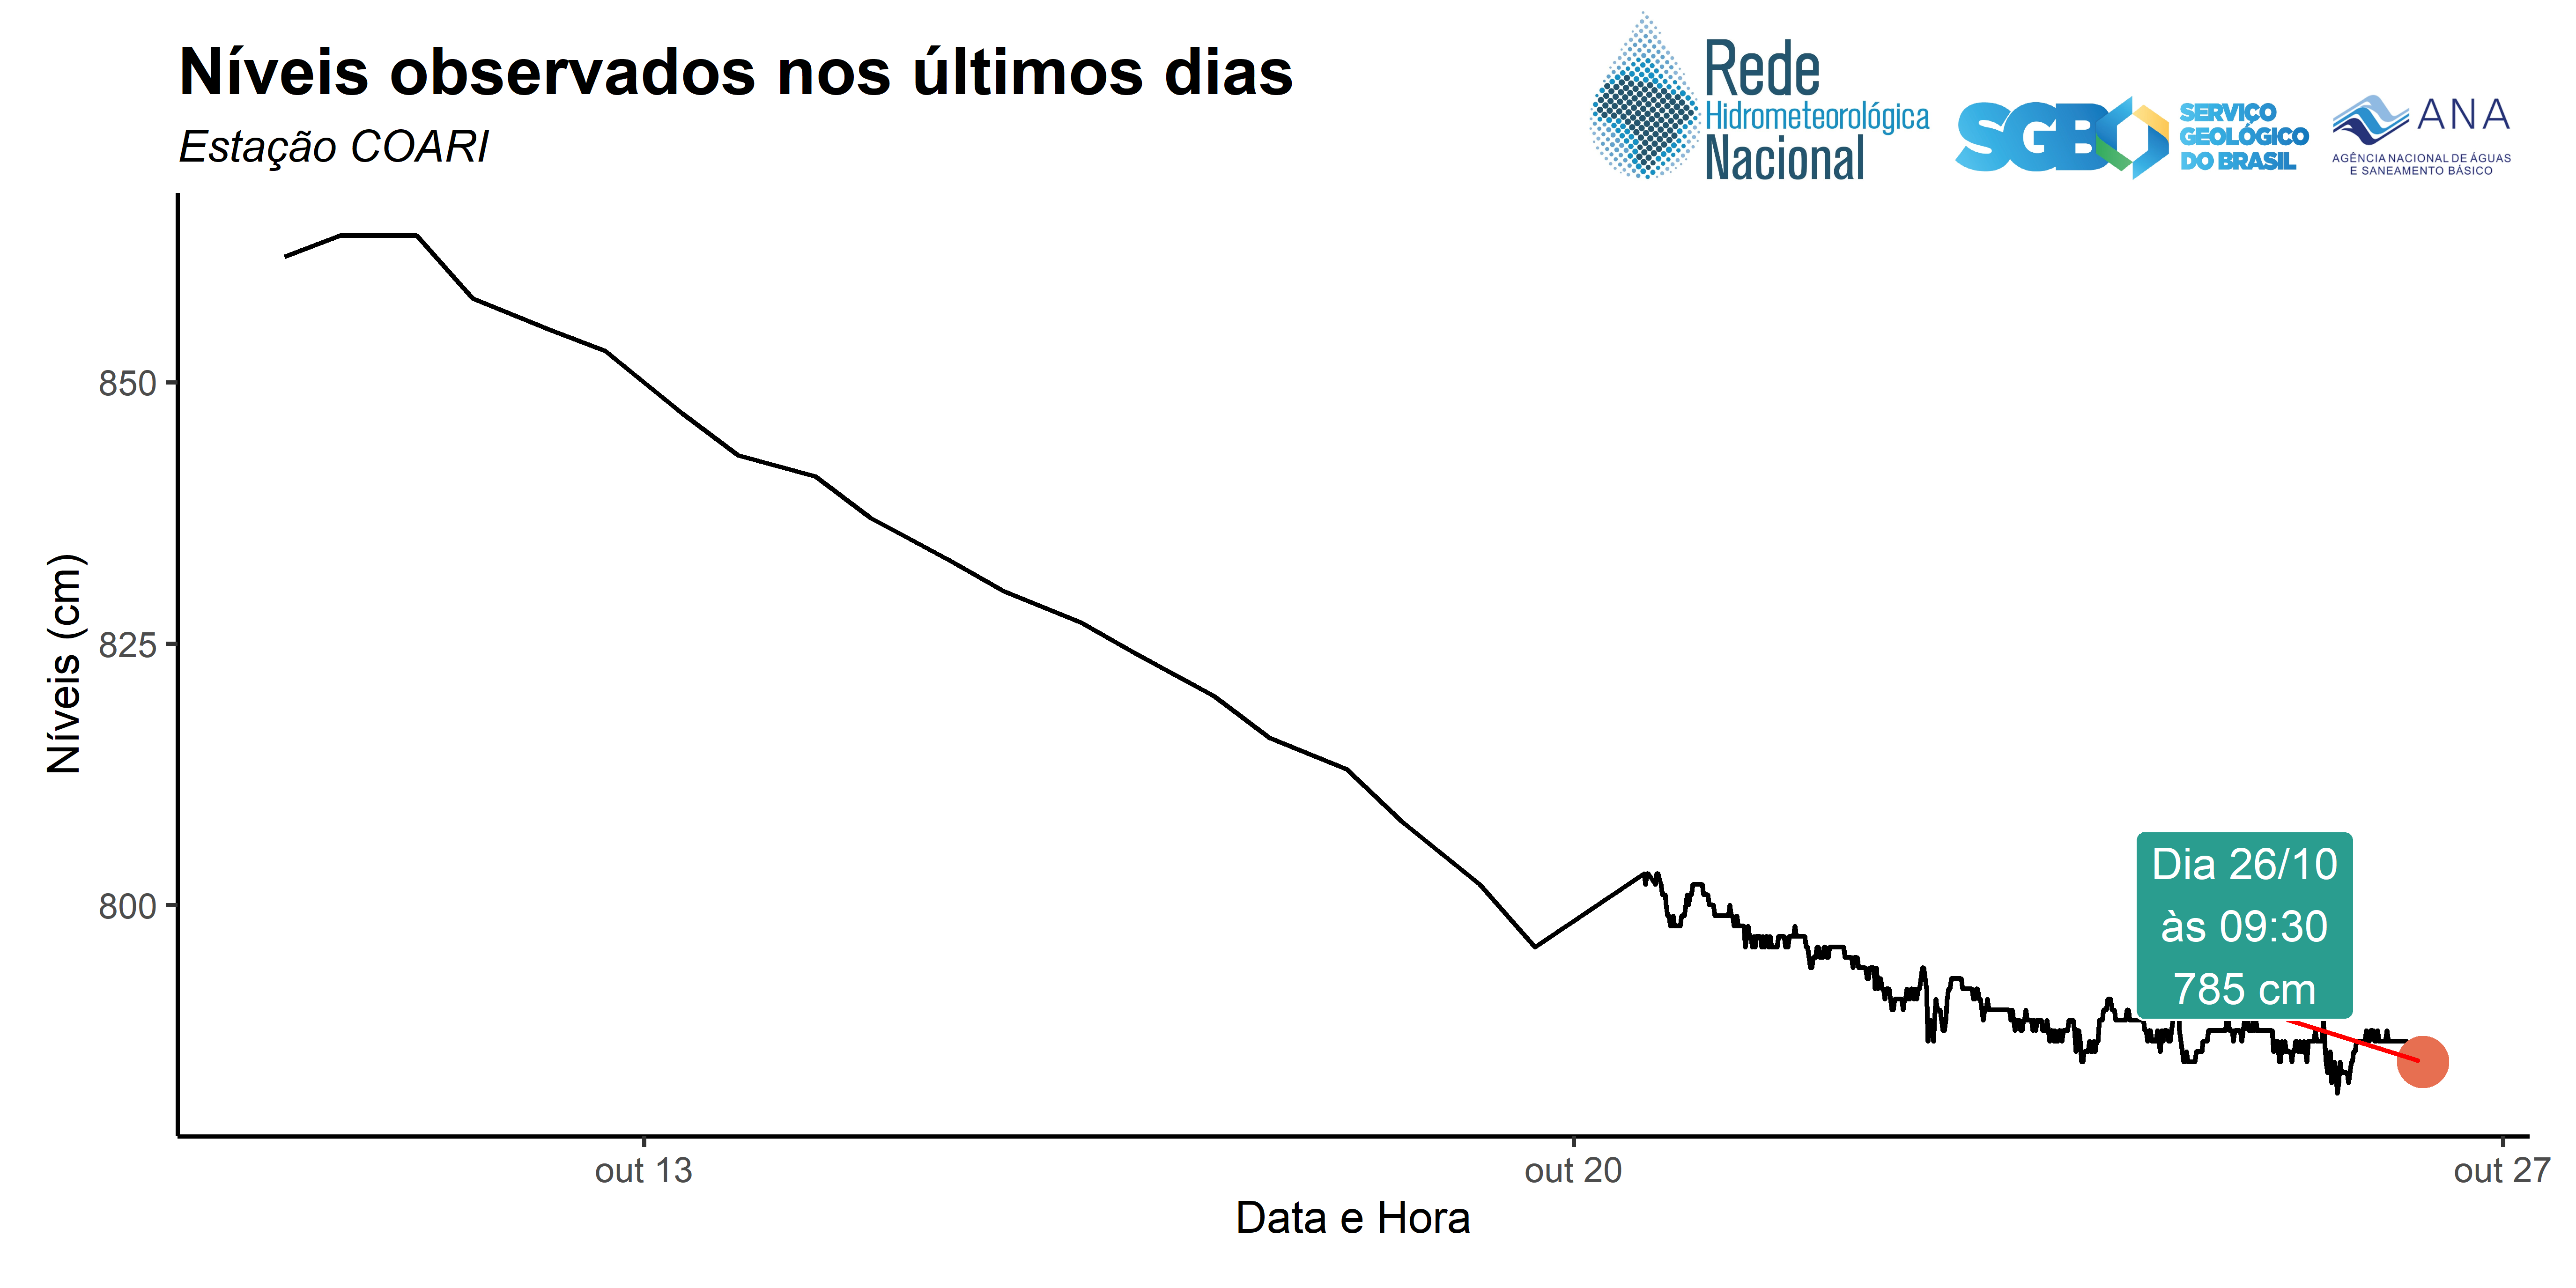 Níveis observados nos últimos dias
Estação COARI
Rede
Hidrometeorológica
Nacional
SGB
SERVIÇO
GEOLÓGICO
DO BRASIL
ANA
AGÊNCIA NACIONAL DE ÁGUAS
E SANEAMENTO BÁSICO
Níveis (cm)
850
825
800
Dia 26/10
às 09:30
785 cm
out 13
out 20
out 27
Data e Hora